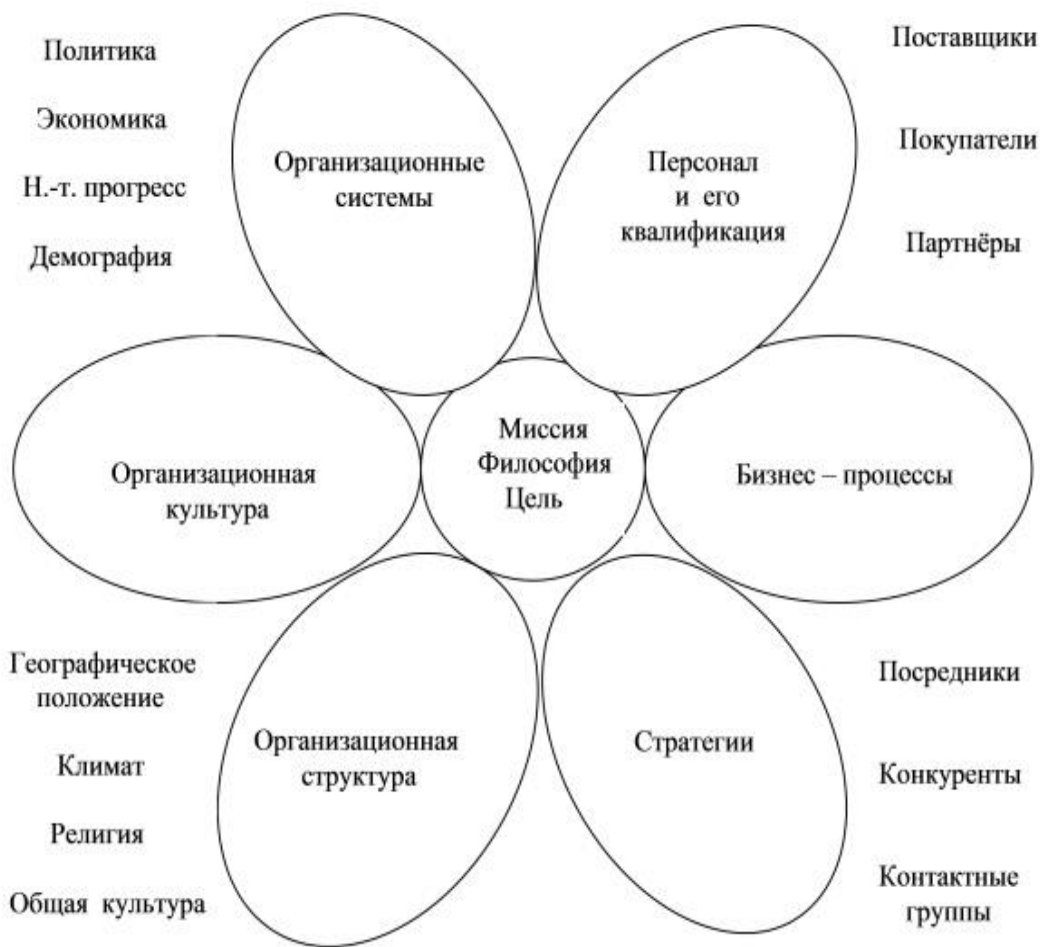 Политика
Экономика
Н.-т. прогресс
Демография
Организационные
системы
Персонал
и его
квалификация
Поставщики
Покупатели
Партнёры
Организационная
культура
Миссия
Философия
Цель
Бизнес – процессы
Географическое
положение
Климат
Религия
Общая культура
Организационная
структура
Стратегии
Посредники
Конкуренты
Контактные
группы